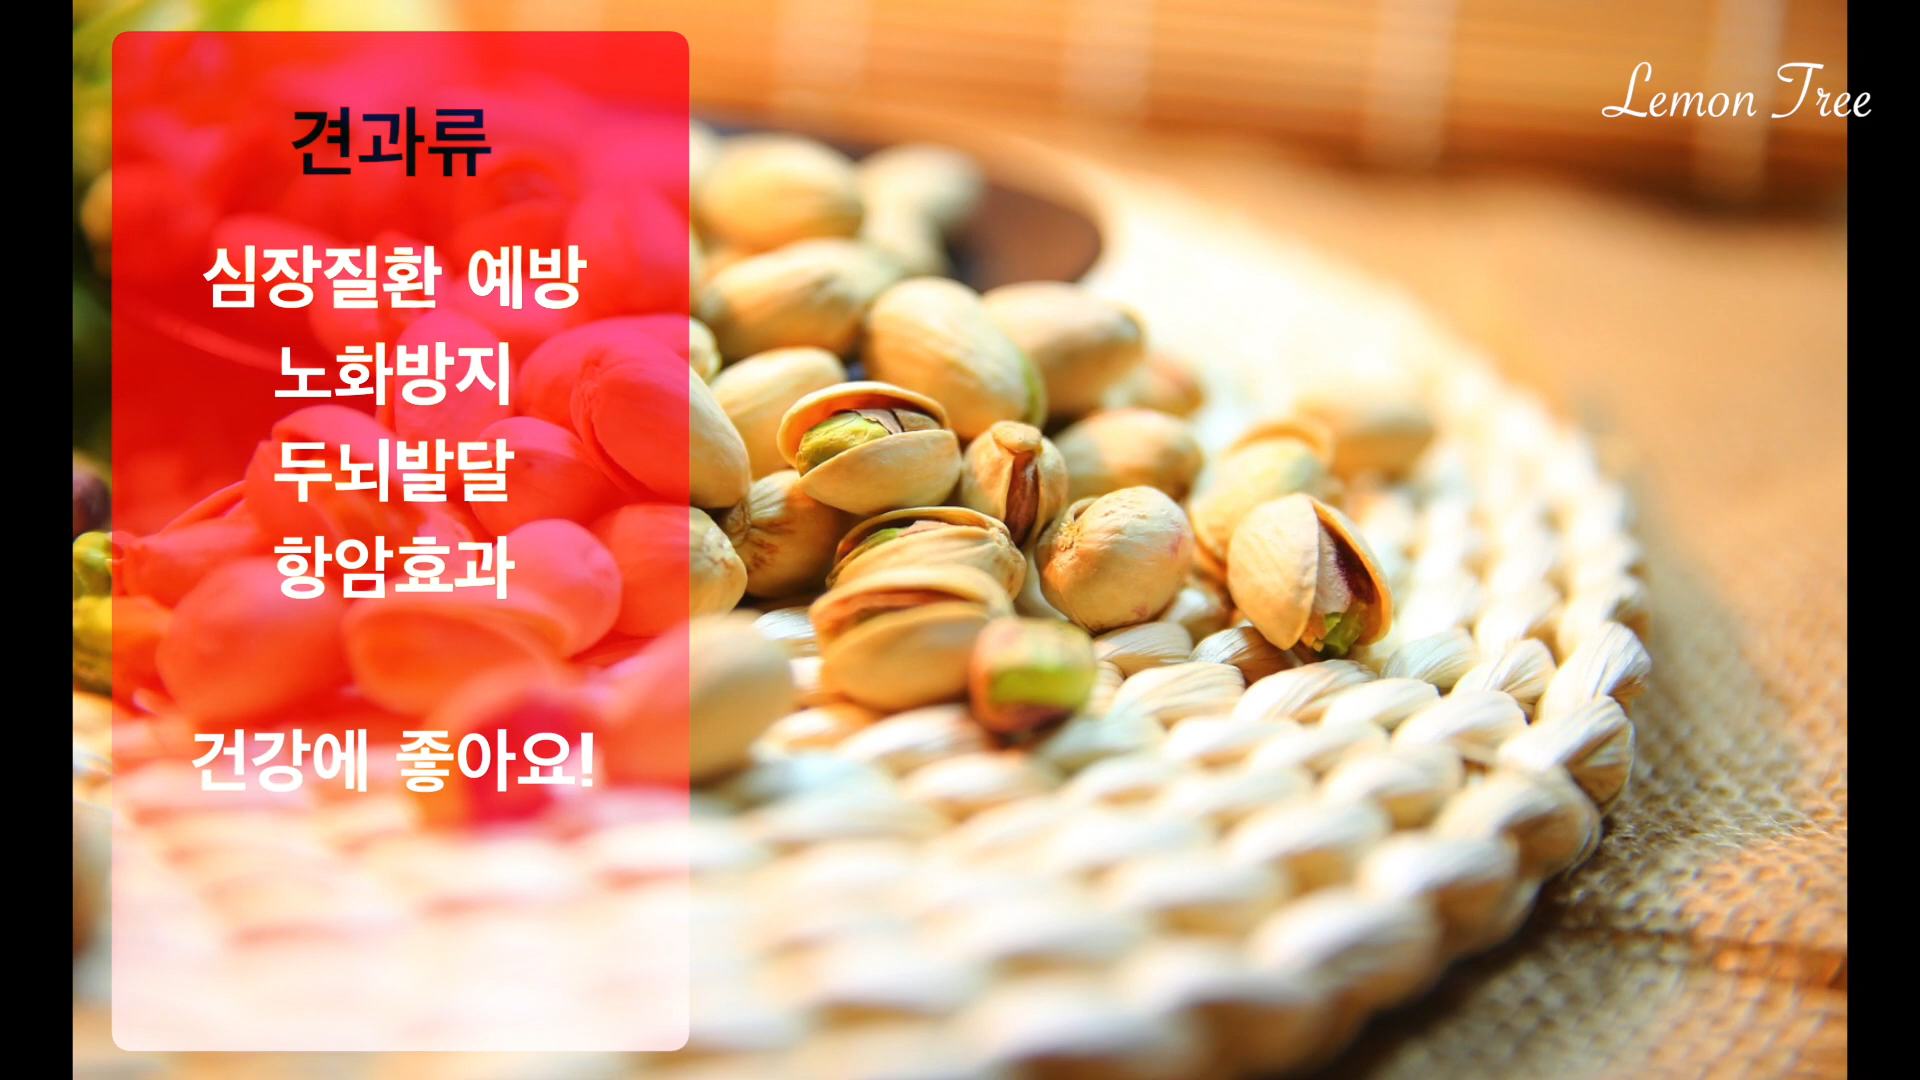 견과류
심장질환 예방
노화방지
두뇌발달
항암효과
건강에 좋아요!
Lemon Tree